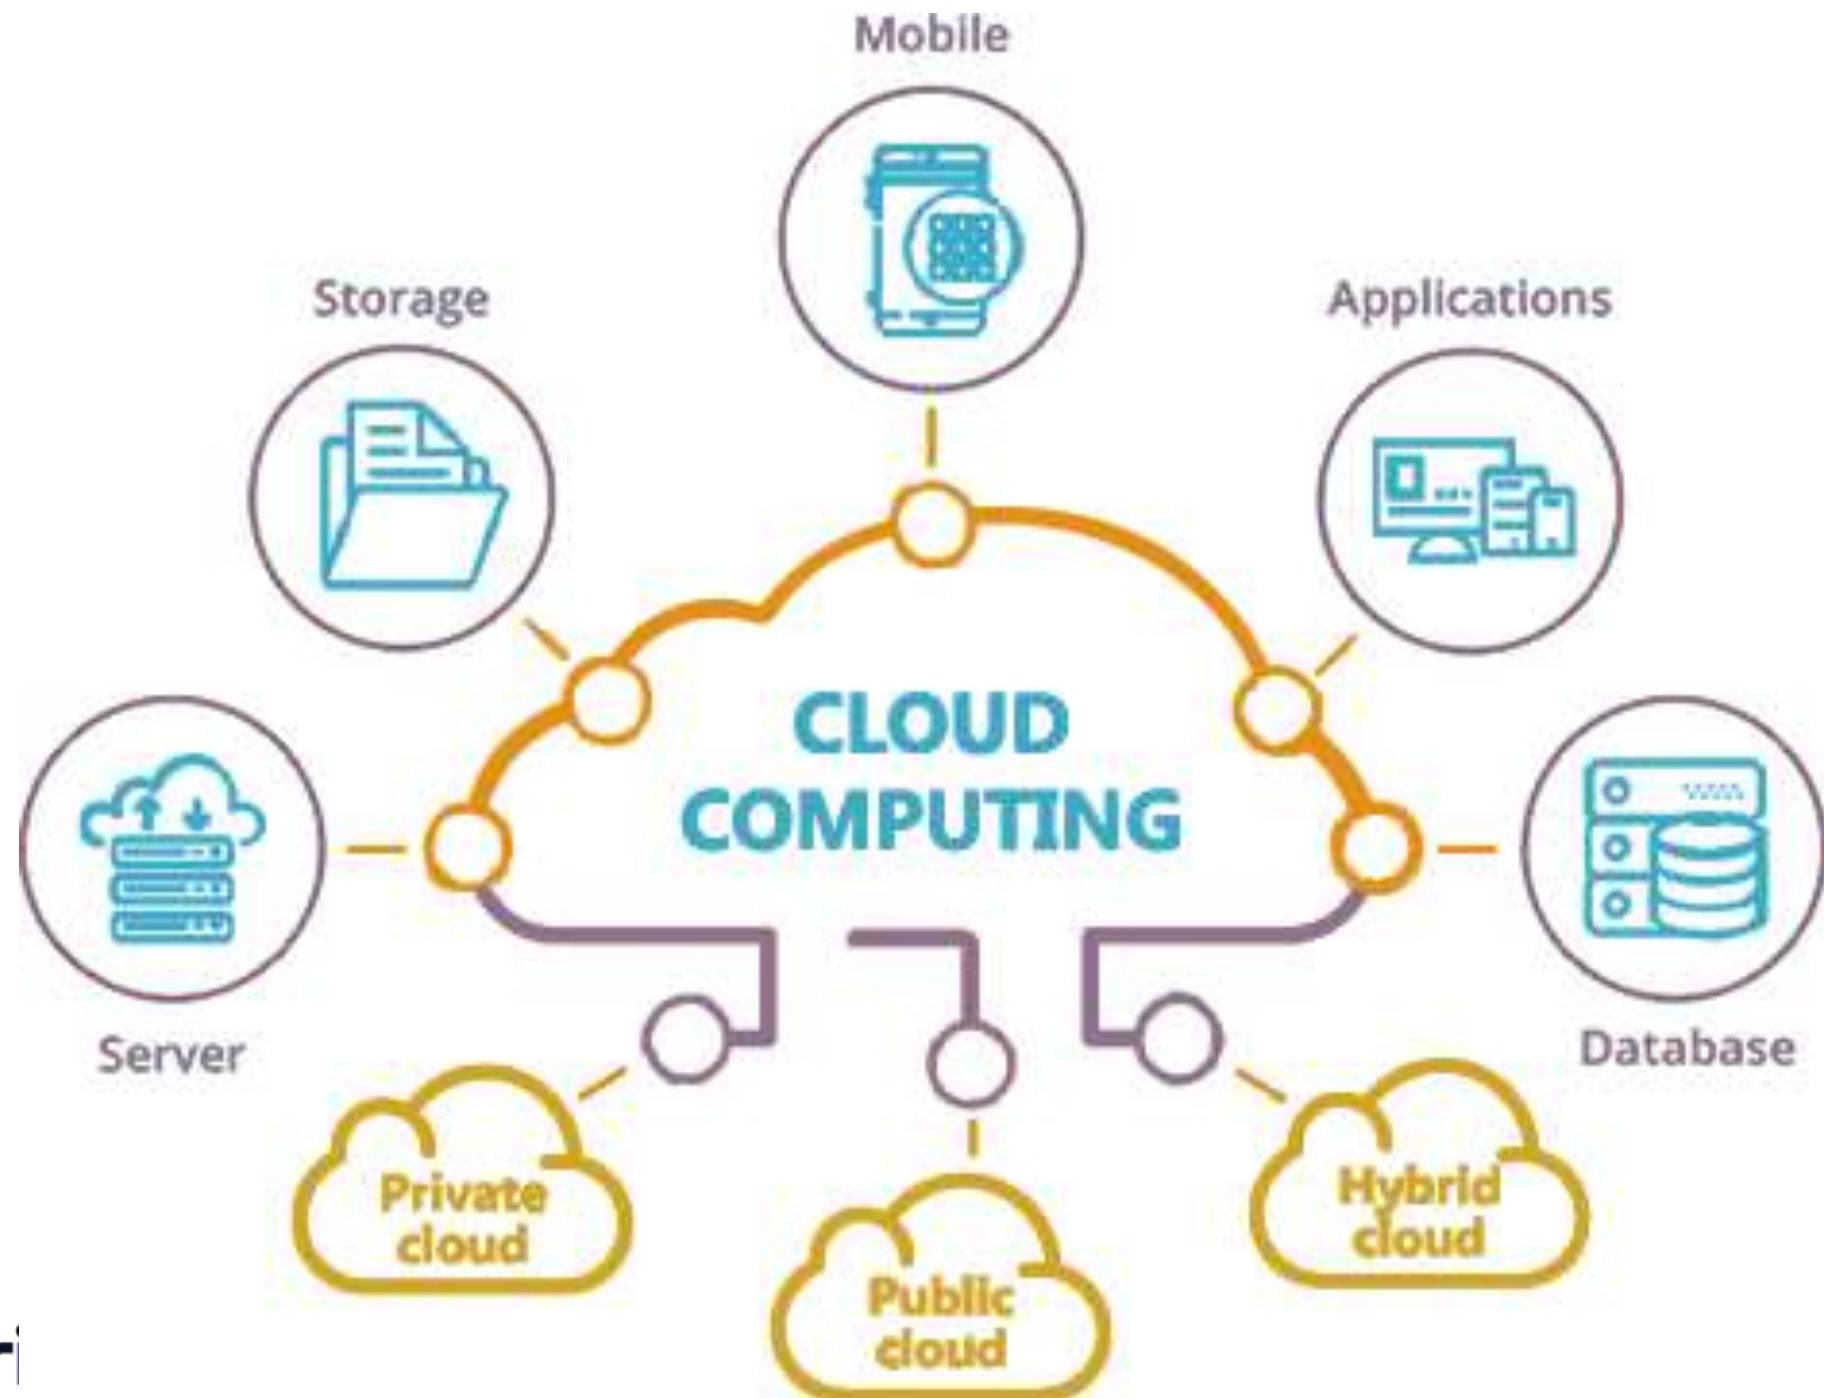 Mobile
Storage
Applications
CLOUD
COMPUTING
Server
Database
Private
cloud
Hybrid
cloud
Public
cloud